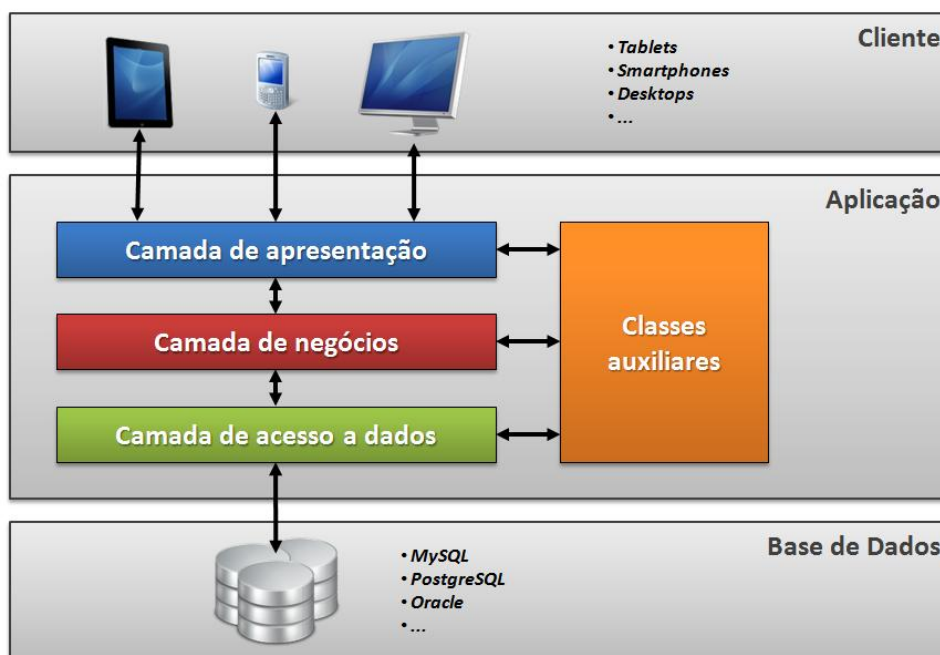 Cliente
• Tablets
• Smartphones
• Desktops
• ...
Aplicação
Camada de apresentação
Camada de negócios
Camada de acesso a dados
Classes
auxiliares
Base de Dados
• MySQL
• PostgreSQL
• Oracle
• ...